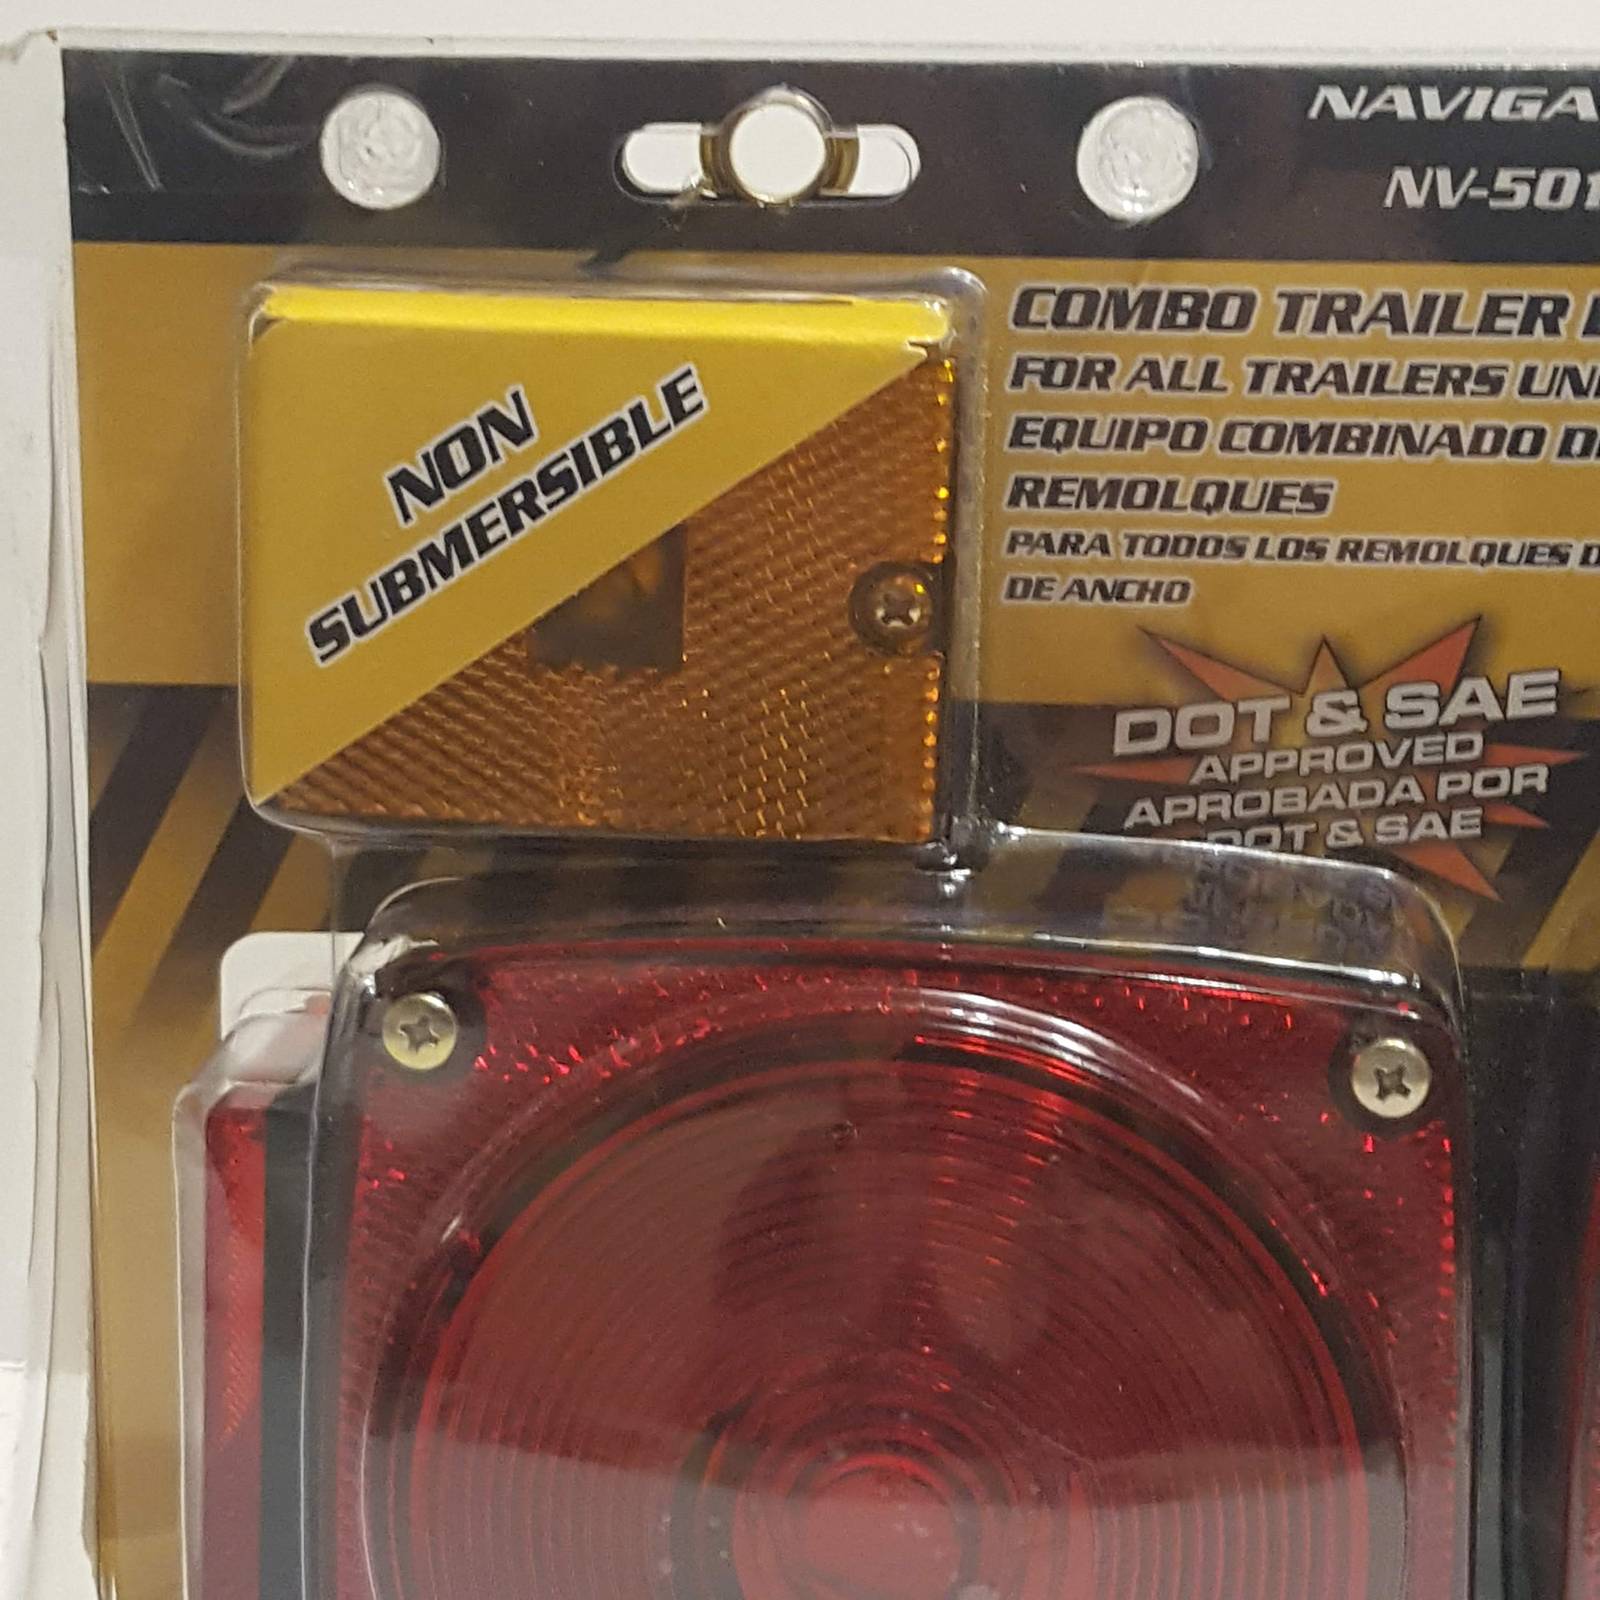 NAVIGA
NV-501
NON
SUBMERSIBLE
COMBO TRAILER
FOR ALL TRAILERS UN
EQUIPO COMBINADO D
REMOLQUES
PARA TODOS LOS REMOLQUES D
DE ANCHO
DOT & SAE
APPROVED
APROBADA POR
DOT & SAE